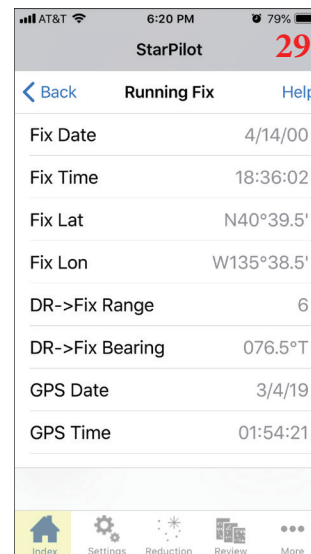 AT&T 6:20 PM 79%
StarPilot 29
Back Running Fix Help
Fix Date 4/14/00
Fix Time 18:36:02
Fix Lat N40°39.5'
Fix Lon W135°38.5'
DR->Fix Range 6
DR->Fix Bearing 076.5°T
GPS Date 3/4/19
GPS Time 01:54:21
Index Settings Reduction Review More